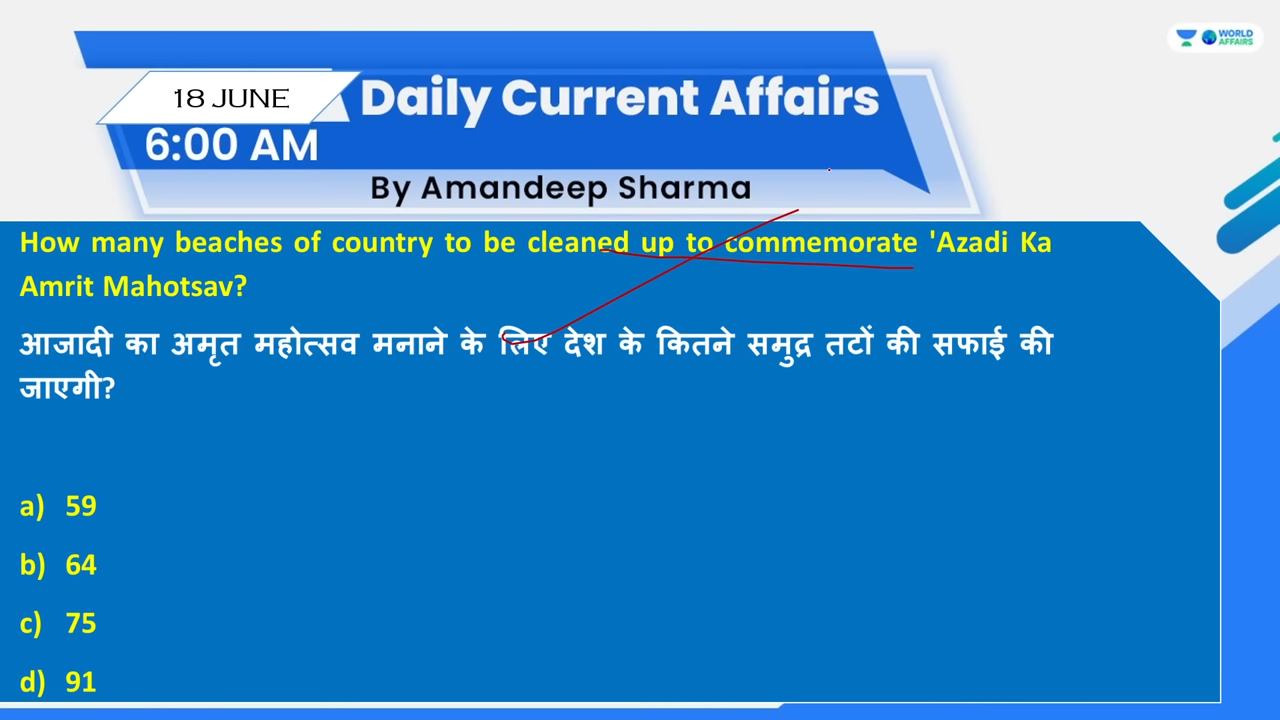 WORLD
AFFAIRS
18 JUNE
Daily Current Affairs
6:00 AM
By Amandeep Sharma
How many beaches of country to be cleaned up to commemorate 'Azadi Ka
Amrit Mahotsav?
आजादी का अमृत महोत्सव मनाने के लिए देश के कितने समुद्र तटों की सफाई की
जाएगी?
a) 59
b) 64
c) 75
d) 91